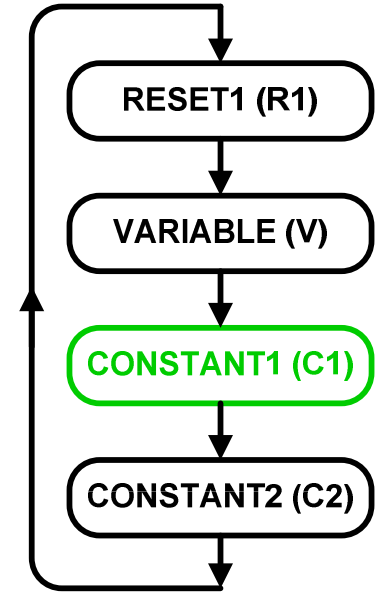 RESET1 (R1)
VARIABLE (V)
CONSTANT1 (C1)
CONSTANT2 (C2)